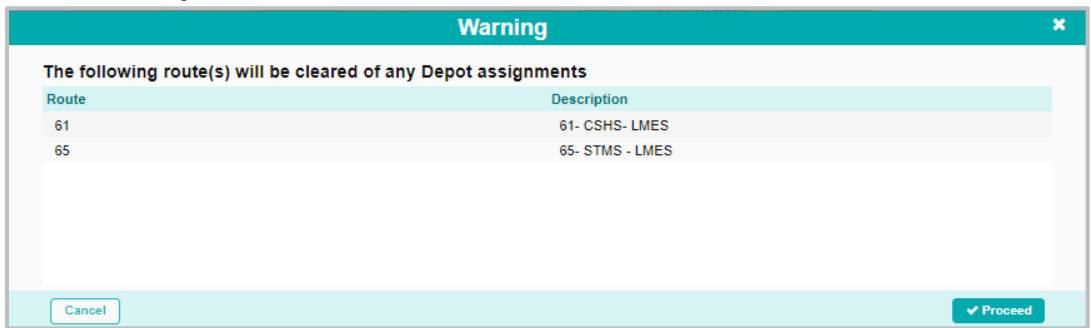 Warning
The following route(s) will be cleared of any Depot assignments
Route Description
61 61- CSHS- LMES
65 65- STMS - LMES
Cancel Proceed